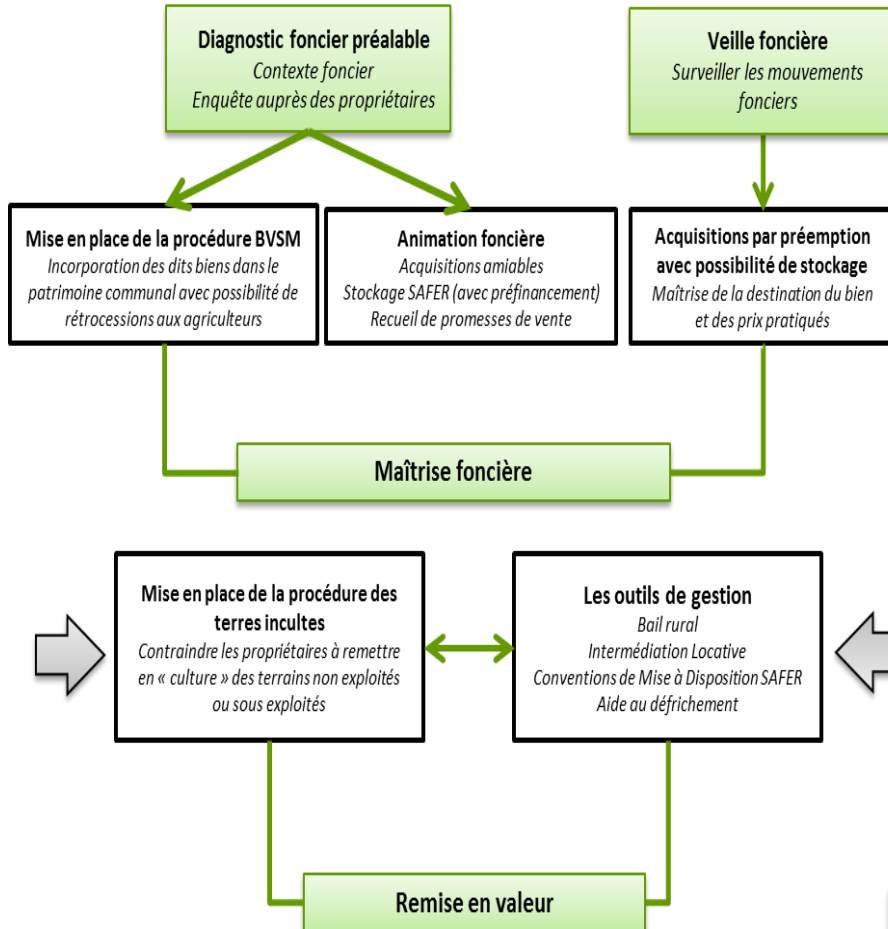 Diagnostic foncier préalable
Contexte foncier
Enquête auprès des propriétaires
Veille foncière
Surveiller les mouvements
fonciers
Mise en place de la procédure BVSM
Incorporation des dits biens dans le
patrimoine communal avec possibilité de
rétrocessions aux agriculteurs
Animation foncière
Acquisitions amiables
Stockage SAFER (avec préfinancement)
Recueil de promesses de vente
Acquisitions par préemption
avec possibilité de stockage
Maîtrise de la destination du bien
et des prix pratiqués
Maîtrise foncière
Mise en place de la procédure des
terres incultes
Contraindre les propriétaires à remettre
en « culture » des terrains non exploités
ou sous exploités
Les outils de gestion
Bail rural
Intermédiation Locative
Conventions de Mise à Disposition SAFER
Aide au défrichement
Remise en valeur